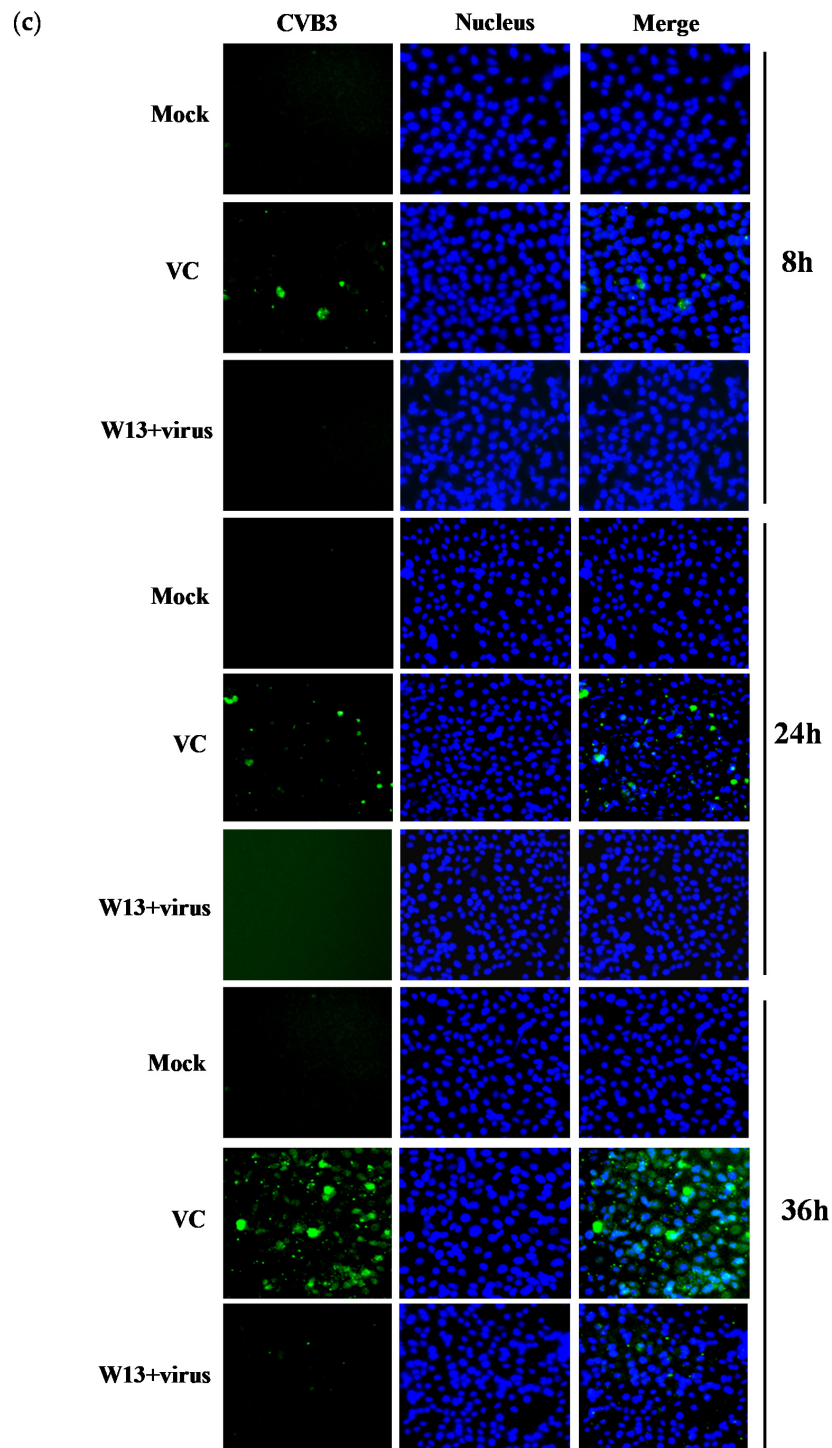 (c)
CVB3 Nucleus Merge
Mock
VC
8h
W13+virus
Mock
VC
24h
W13+virus
Mock
VC
36h
W13+virus